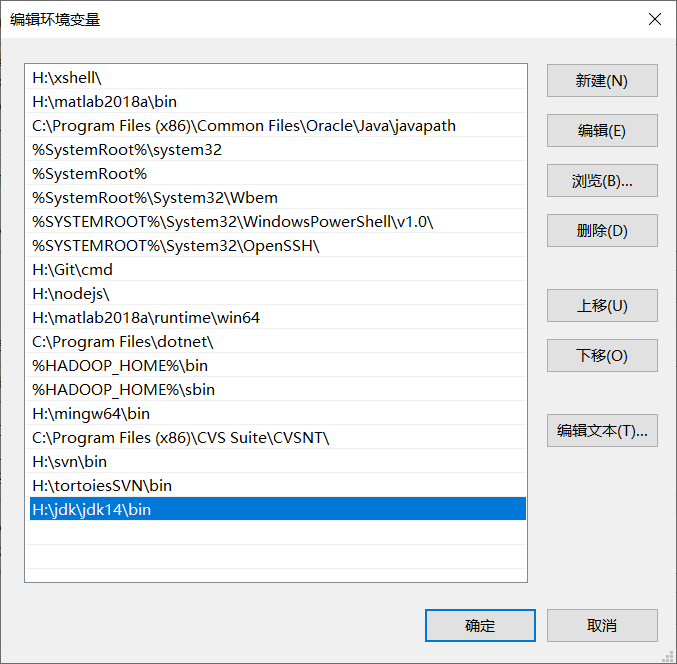 编辑环境变量
H:\xshell\
H:\matlab2018a\bin
C:\Program Files (x86)\Common Files\Oracle\Java\javapath
%SystemRoot%\system32
%SystemRoot%
%SystemRoot%\System32\Wbem
%SYSTEMROOT%\System32\WindowsPowerShell\v1.0\
%SYSTEMROOT%\System32\OpenSSH\
H:\Git\cmd
H:\nodejs\
H:\matlab2018a\runtime\win64
C:\Program Files\dotnet\
%HADOOP_HOME%\bin
%HADOOP_HOME%\sbin
H:\mingw64\bin
C:\Program Files (x86)\CVS Suite\CVSNT\
H:\svn\bin
H:\tortoiesSVN\bin
H:\jdk\jdk14\bin
新建(N)
编辑(E)
浏览(B)...
删除(D)
上移(U)
下移(O)
编辑文本(T)...
确定
取消